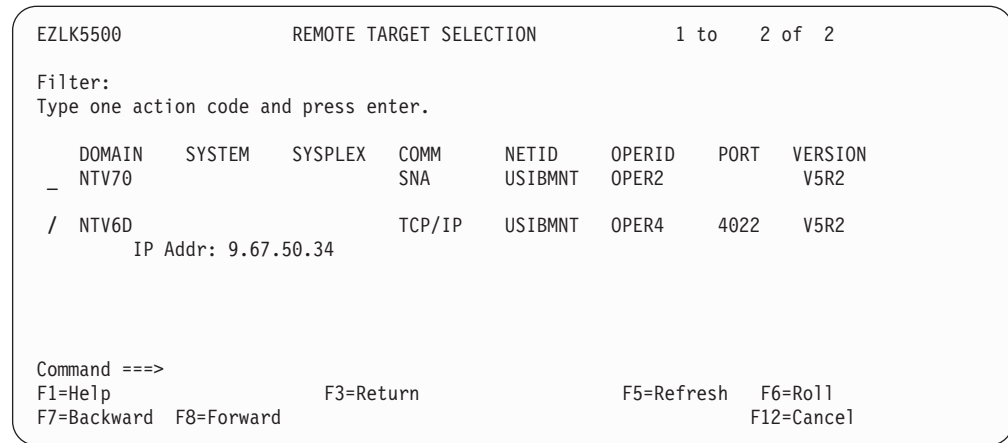 EZLK5500 REMOTE TARGET SELECTION 1 to 2 of 2
Filter:
Type one action code and press enter.
DOMAIN SYSTEM SYSPLEX COMM NETID OPERID PORT VERSION
_ NTV70 SNA USIBMNT OPER2 V5R2
/ NTV6D TCP/IP USIBMNT OPER4 4022 V5R2
IP Addr: 9.67.50.34
Command ===>
F1=Help F3=Return F5=Refresh F6=Roll
F7=Backward F8=Forward F12=Cancel